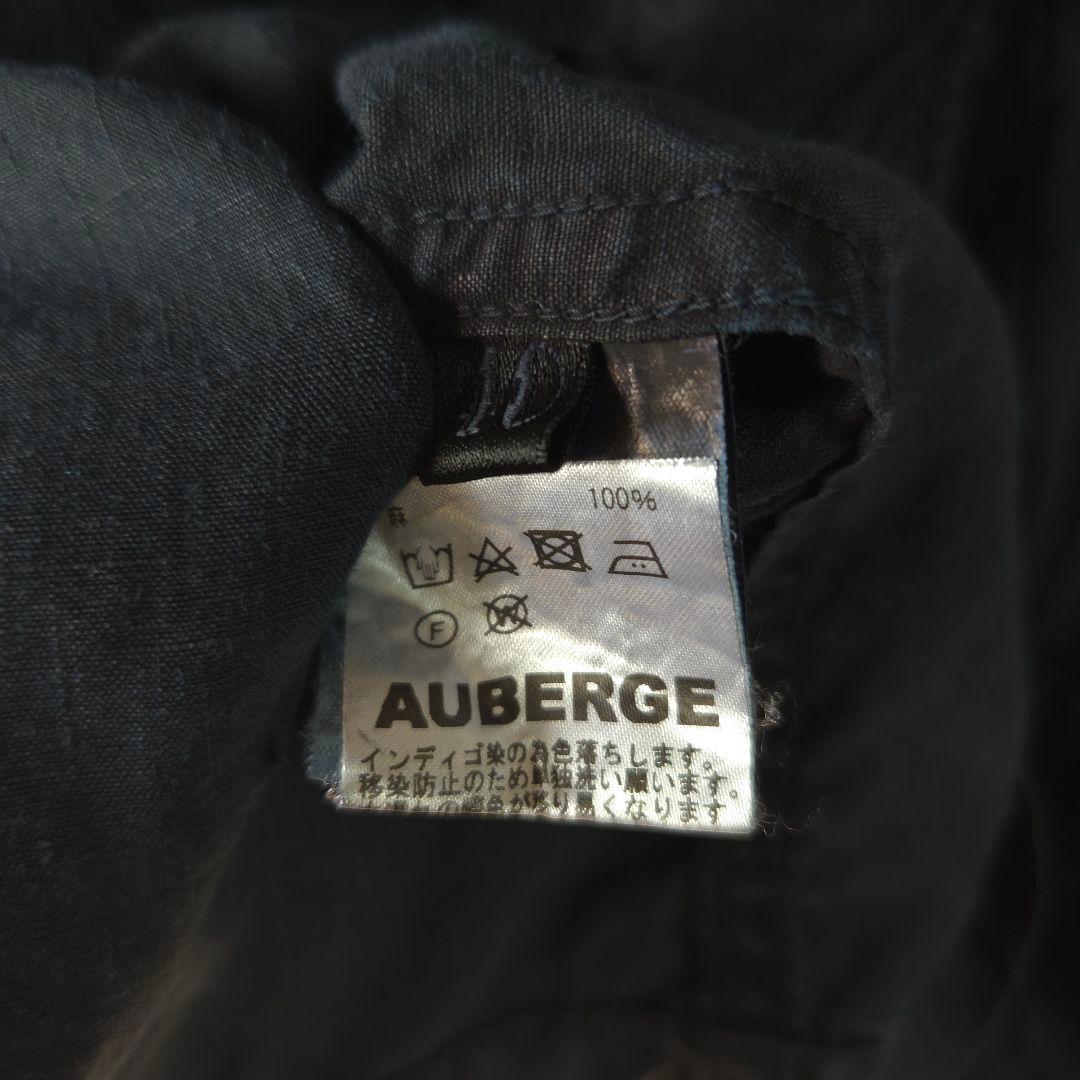 麻 100%
F W
AUBERGE
インディゴ染の為色落ちします。
移染防止のため単独洗い願います。
色が移り易くなります